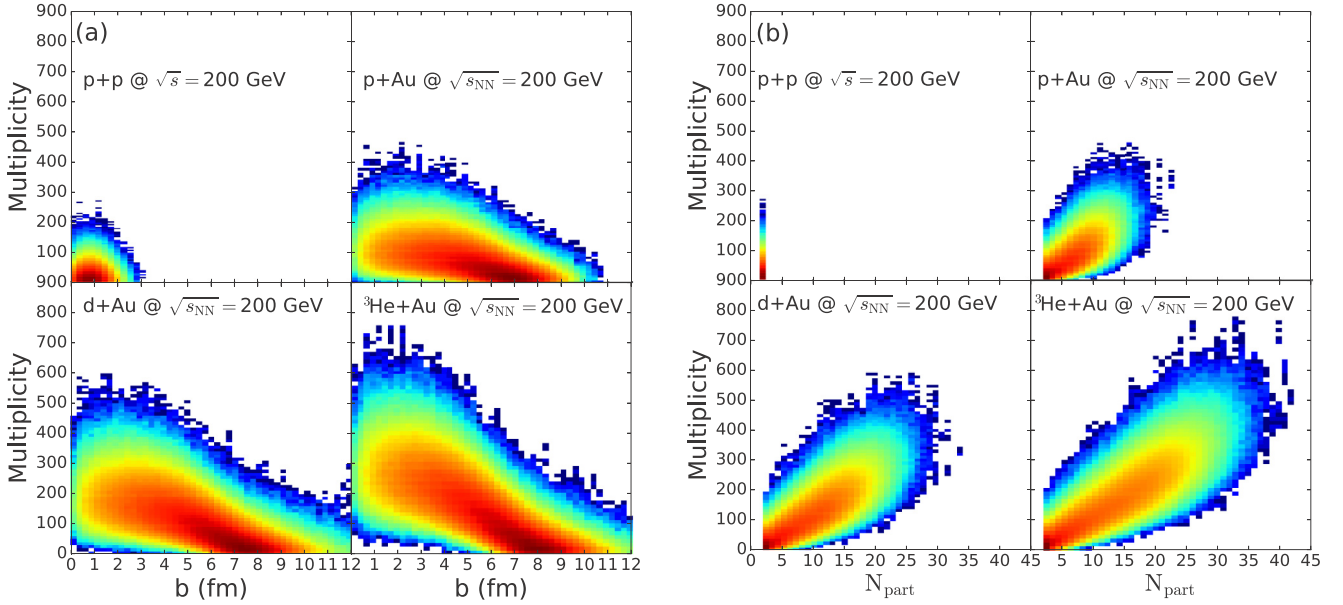 (a)
p+p @ √s = 200 GeV
p+Au @ √sNN = 200 GeV
Multiplicity
900
800
700
600
500
400
300
200
100
900
d+Au @ √sNN = 200 GeV
³He+Au @ √sNN = 200 GeV
Multiplicity
800
700
600
500
400
300
200
100
0
0 1 2 3 4 5 6 7 8 9 10 11 12
1 2 3 4 5 6 7 8 9 10 11 12
b (fm)
b (fm)
(b)
p+p @ √s = 200 GeV
p+Au @ √sNN = 200 GeV
Multiplicity
900
800
700
600
500
400
300
200
100
900
d+Au @ √sNN = 200 GeV
³He+Au @ √sNN = 200 GeV
Multiplicity
800
700
600
500
400
300
200
100
0
0 5 10 15 20 25 30 35 40 45
5 10 15 20 25 30 35 40 45
Npart
Npart